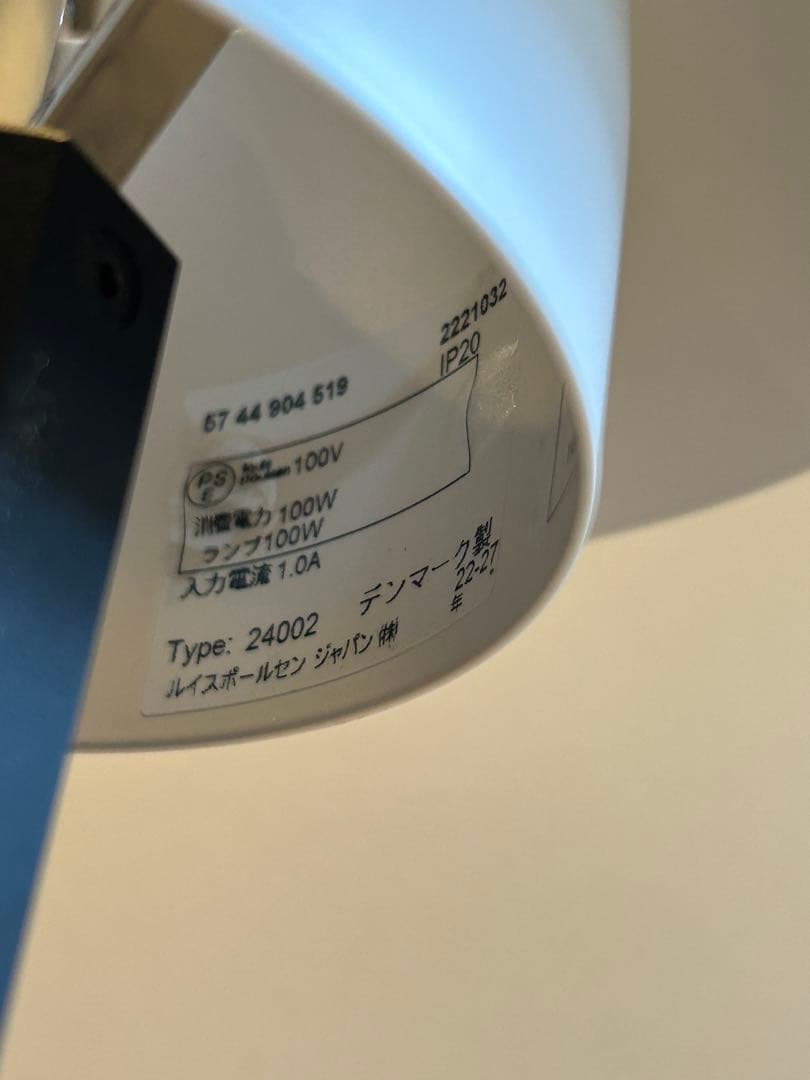 2221032
IP20
57 44 904 519
PS
E
100V
消費電力 100W
ランプ100W
入力電流 1.0A
デンマーク製
22-27
年
Type: 24002
ルイスポールセン ジャパン ㈱